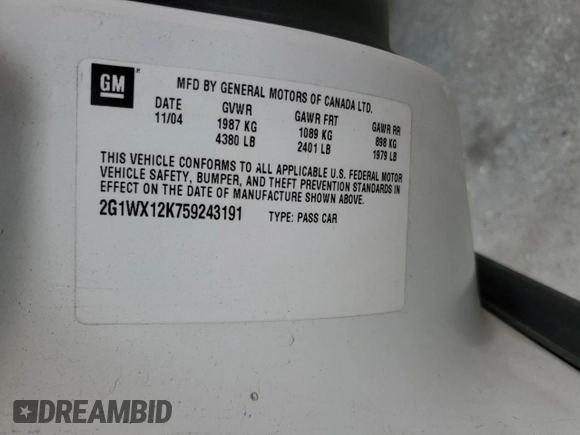 GM
MFD BY GENERAL MOTORS OF CANADA LTD.
DATE GVWR GAWR FRT GAWR RR
11/04 1987 KG 1089 KG 898 KG
4380 LB 2401 LB 1979 LB
THIS VEHICLE CONFORMS TO ALL APPLICABLE U.S. FEDERAL MOTOR
VEHICLE SAFETY, BUMPER, AND THEFT PREVENTION STANDARDS IN
EFFECT ON THE DATE OF MANUFACTURE SHOWN ABOVE.
2G1WX12K759243191 TYPE: PASS CAR
DREAMBID